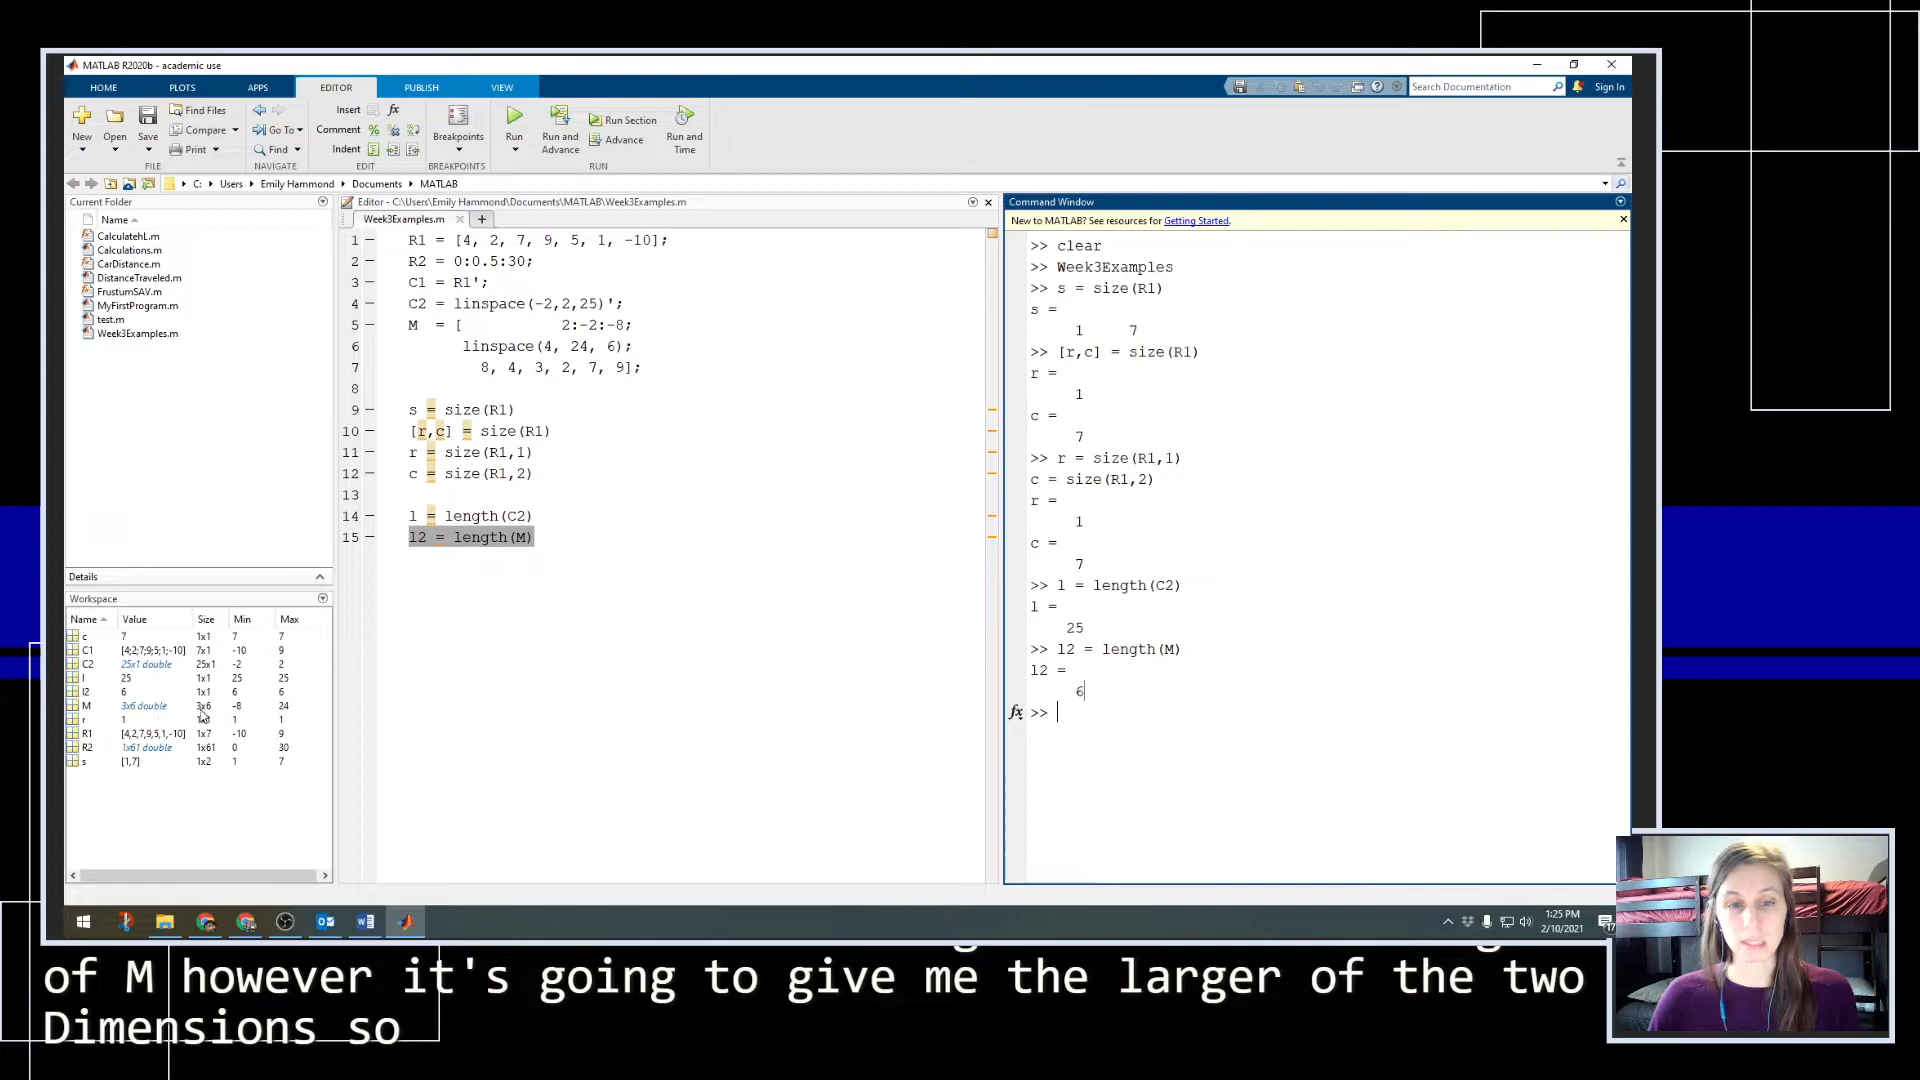 MATLAB R2020b - academic use
HOME PLOTS APPS EDITOR PUBLISH VIEW
Search Documentation
Sign In
New
Open
Save
Find Files
Compare
Print
Go To
Find
Insert
fx
Comment
Indent
Breakpoints
Run
Run and Advance
Run Section
Advance
Run and Time
FILE NAVIGATE EDIT BREAKPOINTS RUN
C: Users Emily Hammond Documents MATLAB
Current Folder
Name
CalculatehL.m
Calculations.m
CarDistance.m
DistanceTraveled.m
FrustumSAV.m
MyFirstProgram.m
test.m
Week3Examples.m
Details
Workspace
Name Value Size Min Max
c 7 1x1 7 7
C1 [4;2;7;9;5;1;-10] 7x1 -10 9
C2 25x1 double 25x1 -2 2
l 25 1x1 25 25
l2 6 1x1 6 6
M 3x6 double 3x6 -8 24
r 1 1x1 1 1
R1 [4,2,7,9,5,1,-10] 1x7 -10 9
R2 1x61 double 1x61 0 30
s [1,7] 1x2 1 7
Editor - C:\Users\Emily Hammond\Documents\MATLAB\Week3Examples.m
Week3Examples.m
1 R1 = [4, 2, 7, 9, 5, 1, -10];
2 R2 = 0:0.5:30;
3 C1 = R1';
4 C2 = linspace(-2,2,25)';
5 M = [ 2:-2:-8;
6 linspace(4, 24, 6);
7 8, 4, 3, 2, 7, 9];
8
9 s = size(R1)
10 [r,c] = size(R1)
11 r = size(R1,1)
12 c = size(R1,2)
13
14 l = length(C2)
15 l2 = length(M)
Command Window
New to MATLAB? See resources for Getting Started.
>> clear
>> Week3Examples
>> s = size(R1)
s =
1 7
>> [r,c] = size(R1)
r =
1
c =
7
>> r = size(R1,1)
c = size(R1,2)
r =
1
c =
7
>> l = length(C2)
l =
25
>> l2 = length(M)
l2 =
6
fx >>
1:25 PM
2/10/2021
17
of M however it's going to give me the larger of the two
Dimensions so